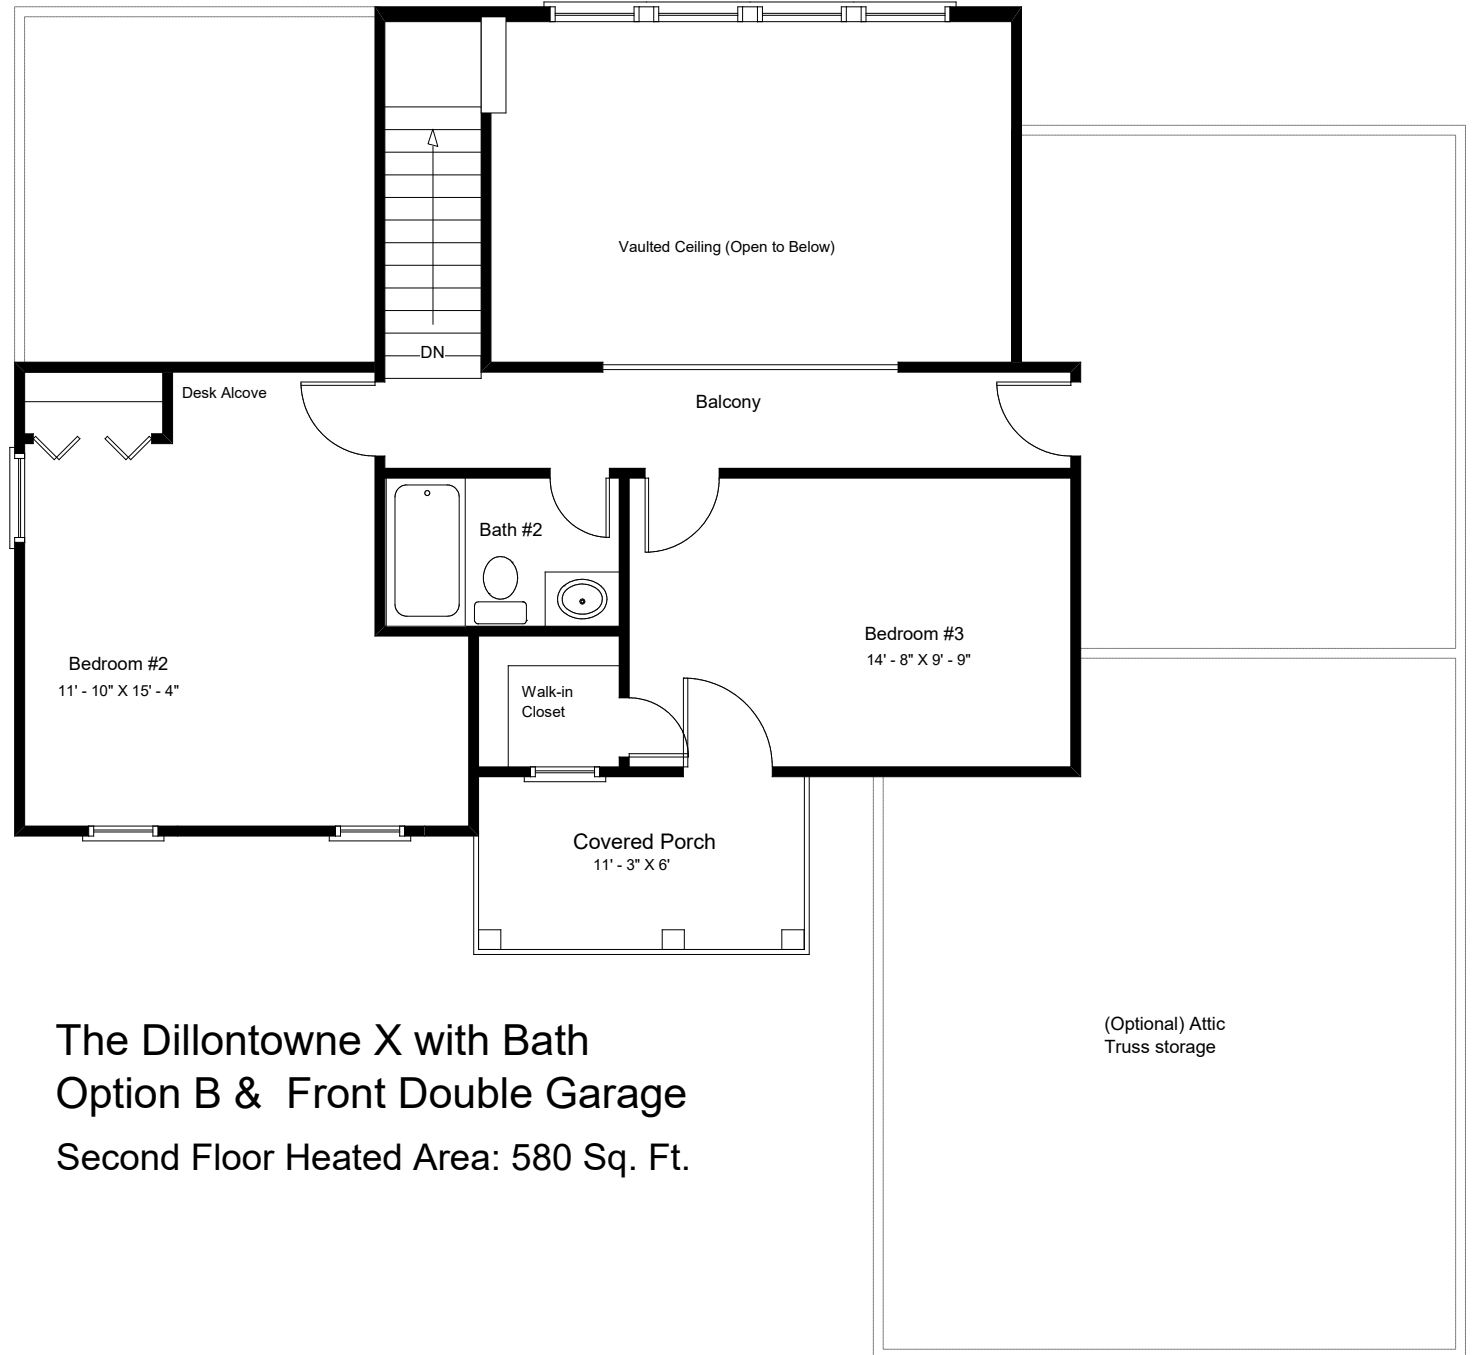 Vaulted Ceiling (Open to Below)
DN
Desk Alcove
Balcony
Bath #2
Bedroom #3
14' - 8" X 9' - 9"
Bedroom #2
11' - 10" X 15' - 4"
Walk-in
Closet
Covered Porch
11' - 3" X 6'
(Optional) Attic
Truss storage
The Dillontowne X with Bath
Option B &  Front Double Garage
Second Floor Heated Area: 580 Sq. Ft.